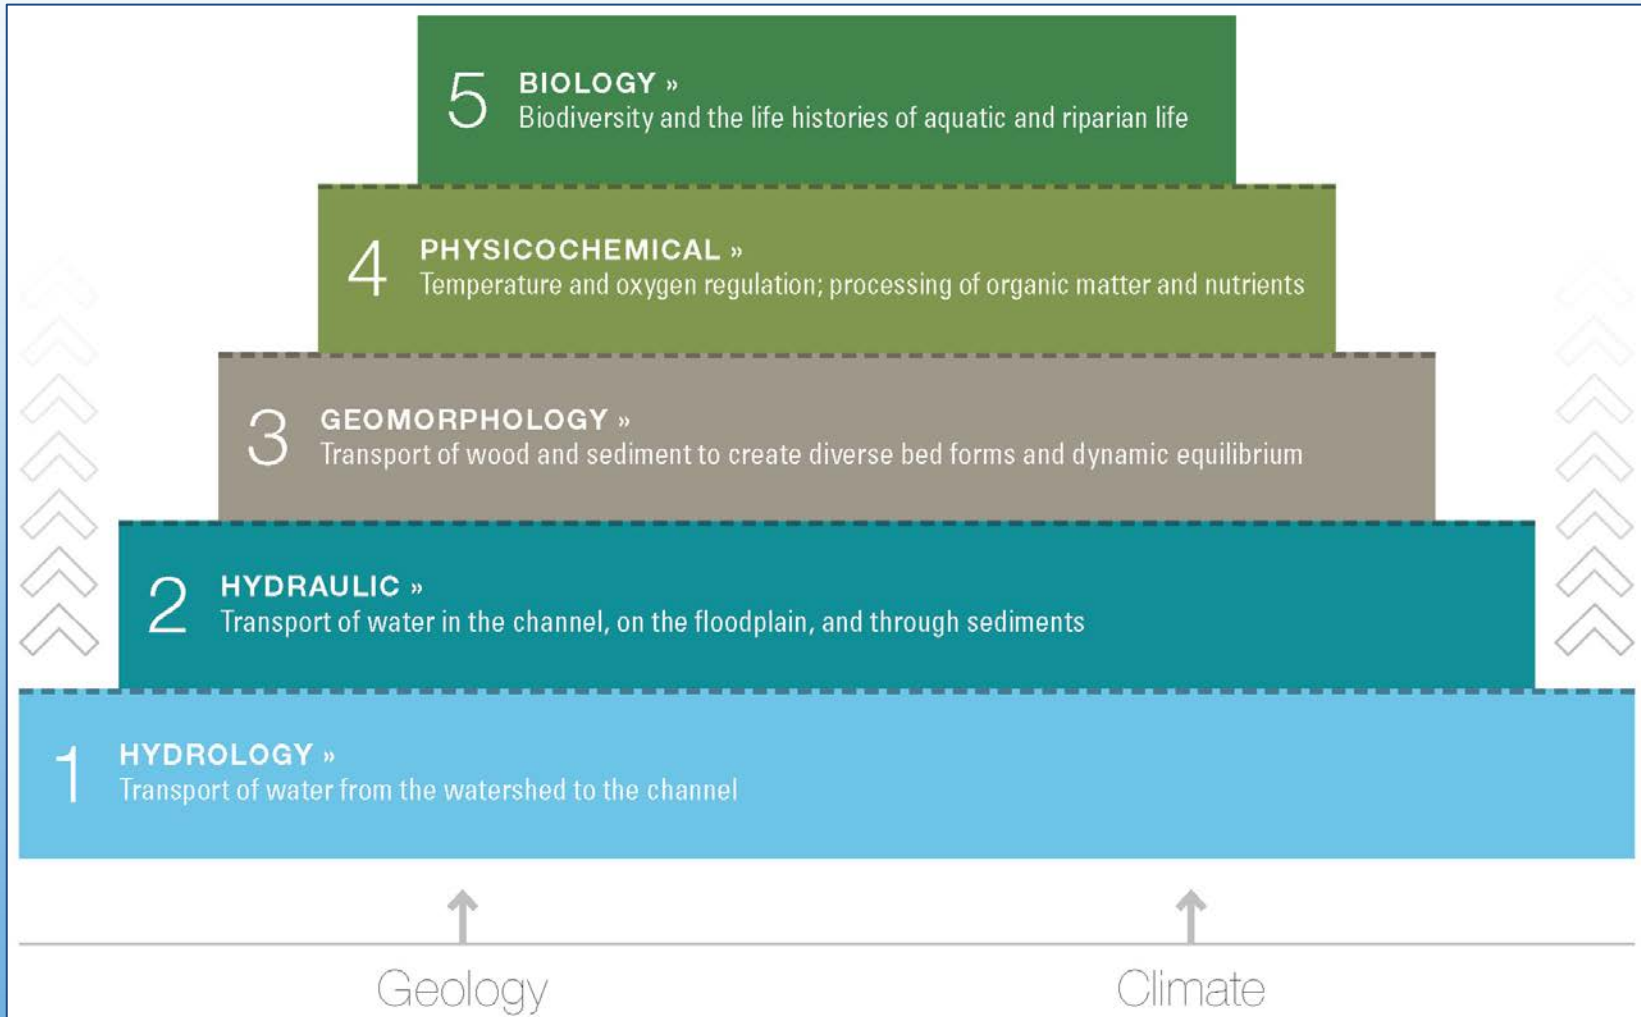 5
BIOLOGY »
Biodiversity and the life histories of aquatic and riparian life
4
PHYSICOCHEMICAL »
Temperature and oxygen regulation; processing of organic matter and nutrients
3
GEOMORPHOLOGY »
Transport of wood and sediment to create diverse bed forms and dynamic equilibrium
2
HYDRAULIC »
Transport of water in the channel, on the floodplain, and through sediments
1
HYDROLOGY »
Transport of water from the watershed to the channel
Geology
Climate